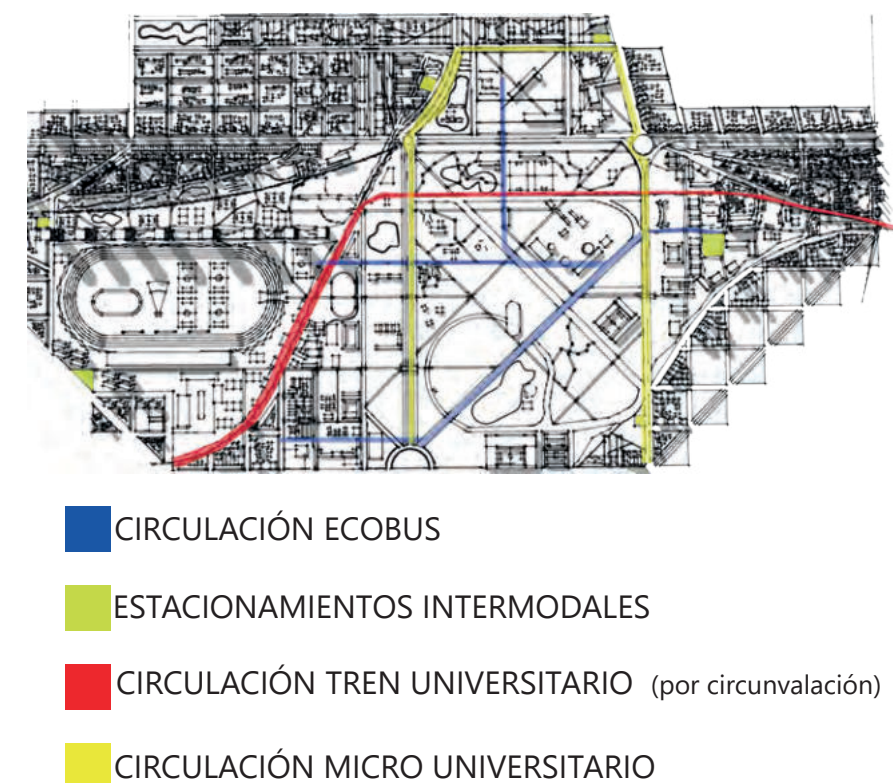 CIRCULACIÓN ECOBUS
ESTACIONAMIENTOS INTERMODALES
CIRCULACIÓN TREN UNIVERSITARIO (por circunvalación)
CIRCULACIÓN MICRO UNIVERSITARIO